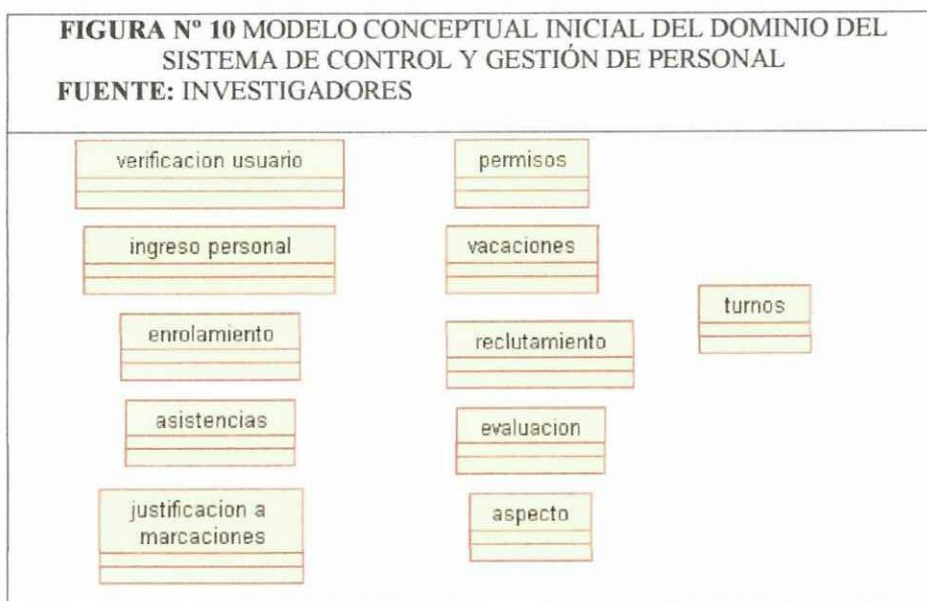 FIGURA Nº 10 MODELO CONCEPTUAL INICIAL DEL DOMINIO DEL
SISTEMA DE CONTROL Y GESTIÓN DE PERSONAL
FUENTE: INVESTIGADORES
verificacion usuario
ingreso personal
enrolamiento
asistencias
justificacion a
marcaciones
permisos
vacaciones
reclutamiento
evaluacion
aspecto
turnos